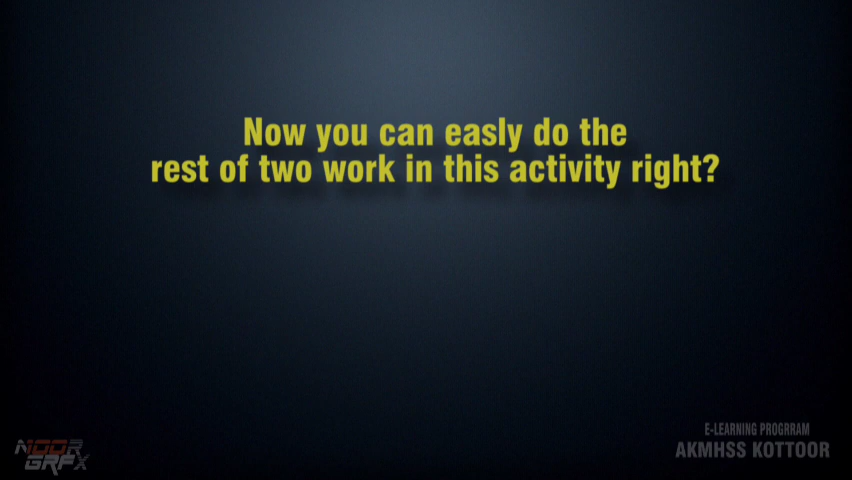 Now you can easly do the
rest of two work in this activity right?
E-LEARNING PROGRRAM
AKMHSS KOTTOOR
NOOR
GRFX